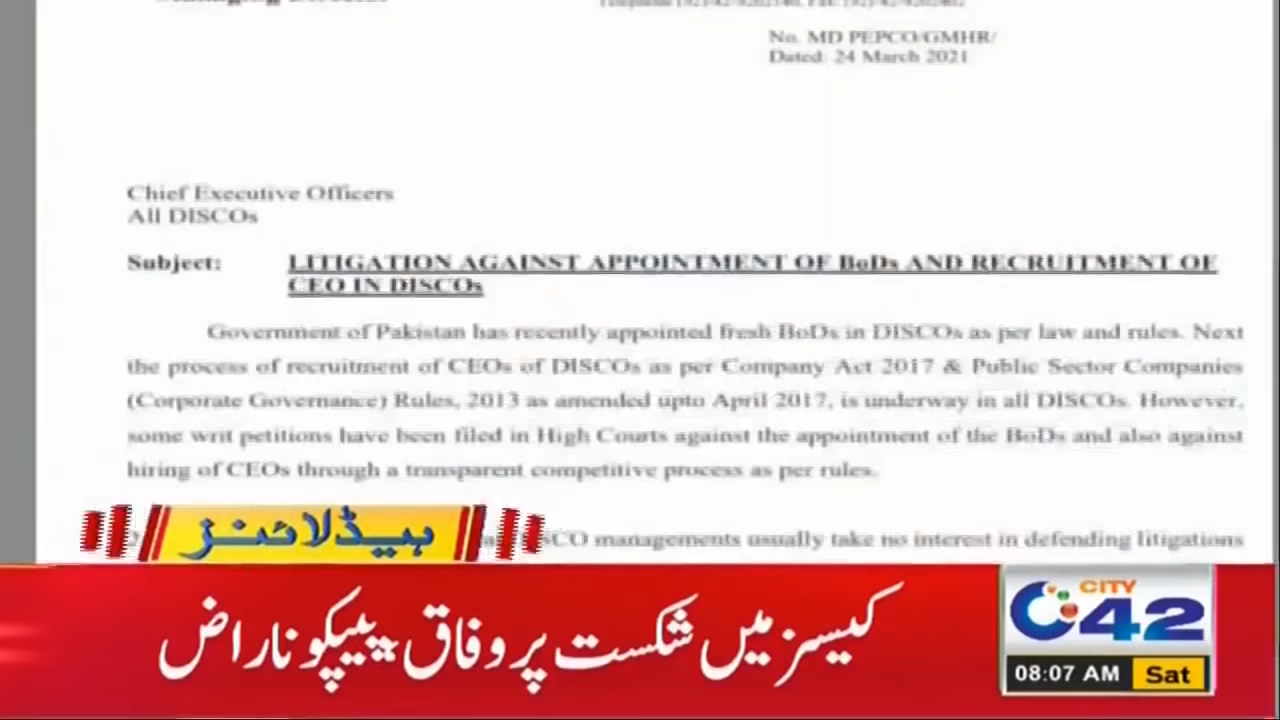 No. MD PEPCO/GMHR/
Dated: 24 March 2021
Chief Executive Officers
All DISCOs
Subject: LITIGATION AGAINST APPOINTMENT OF BoDs AND RECRUITMENT OF
CEO IN DISCOs
Government of Pakistan has recently appointed fresh BoDs in DISCOs as per law and rules. Next
the process of recruitment of CEOs of DISCOs as per Company Act 2017 & Public Sector Companies
(Corporate Governance) Rules, 2013 as amended upto April 2017, is underway in all DISCOs. However,
some writ petitions have been filed in High Courts against the appointment of the BoDs and also against
hiring of CEOs through a transparent competitive process as per rules.
managements usually take no interest in defending litigations
ہیڈلائنز
کیسز میں شکست پر وفاق، پیپکو ناراض
CITY
42
08:07 AM Sat